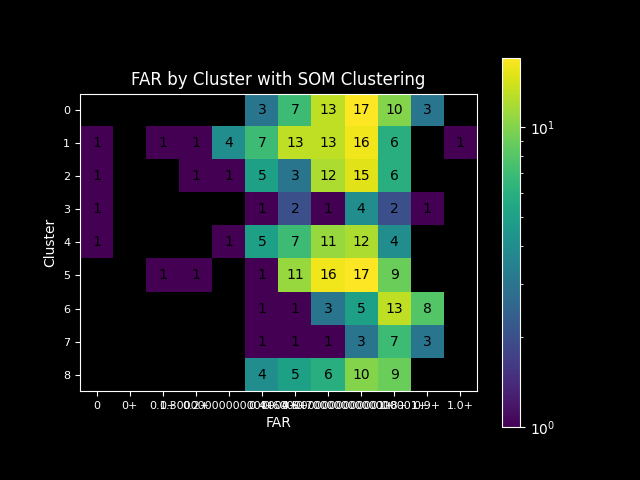 FAR by Cluster with SOM Clustering
0 3 7 13 17 10 3
1 1 1 1 4 7 13 13 16 6 1
2 1 1 1 5 3 12 15 6
3 1 1 2 1 4 2 1
4 1 1 5 7 11 12 4
5 1 1 1 11 16 17 9
6 1 1 3 5 13 8
7 1 1 1 3 7 3
8 4 5 6 10 9
0 0+ 1.0+
FAR
Cluster
10¹
10⁰